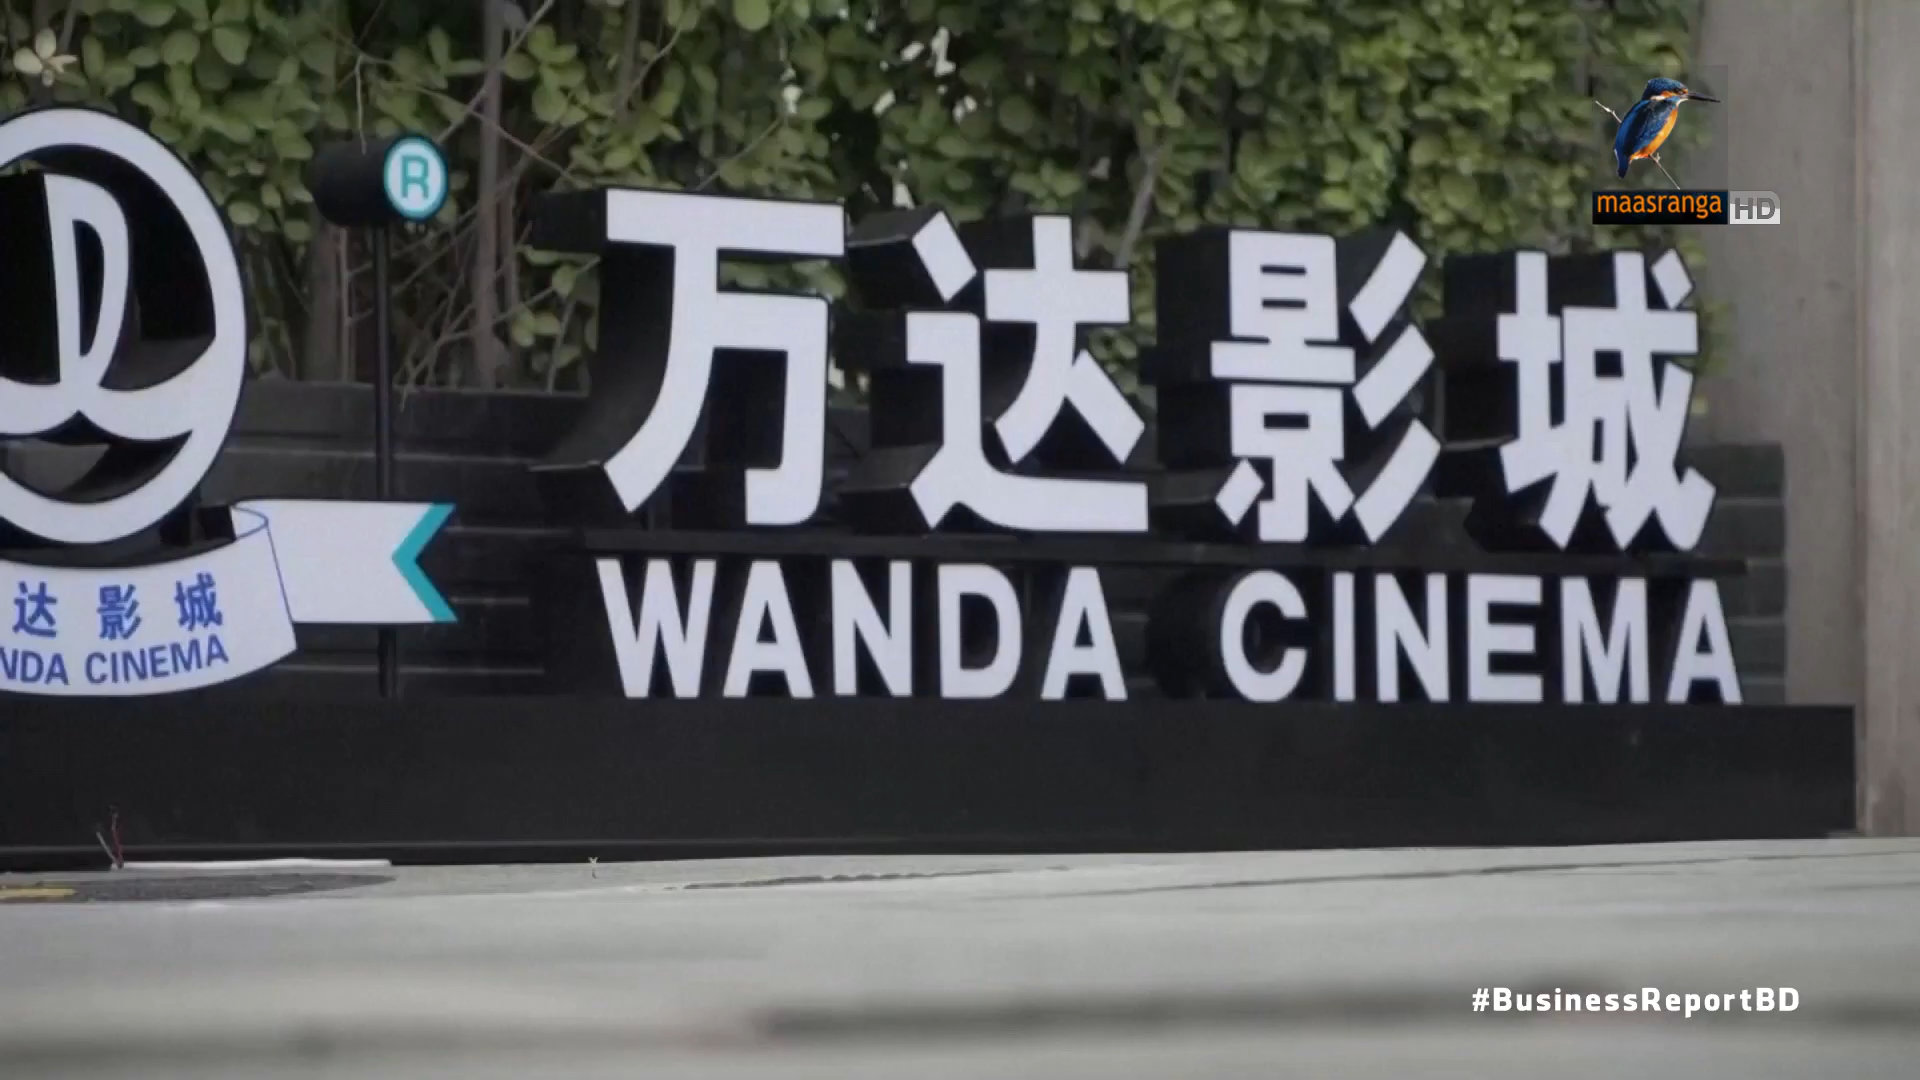 maasranga HD
®
万达影城
WANDA CINEMA
达影城
NDA CINEMA
#BusinessReportBD